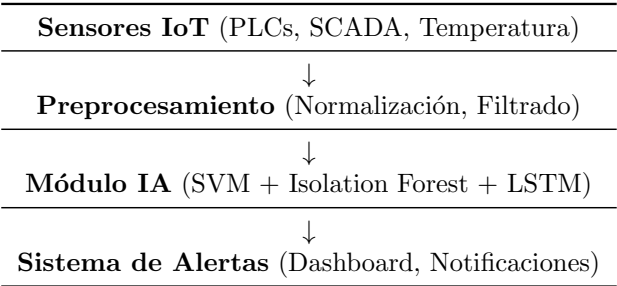 Sensores IoT (PLCs, SCADA, Temperatura)
↓
Preprocesamiento (Normalización, Filtrado)
↓
Módulo IA (SVM + Isolation Forest + LSTM)
↓
Sistema de Alertas (Dashboard, Notificaciones)